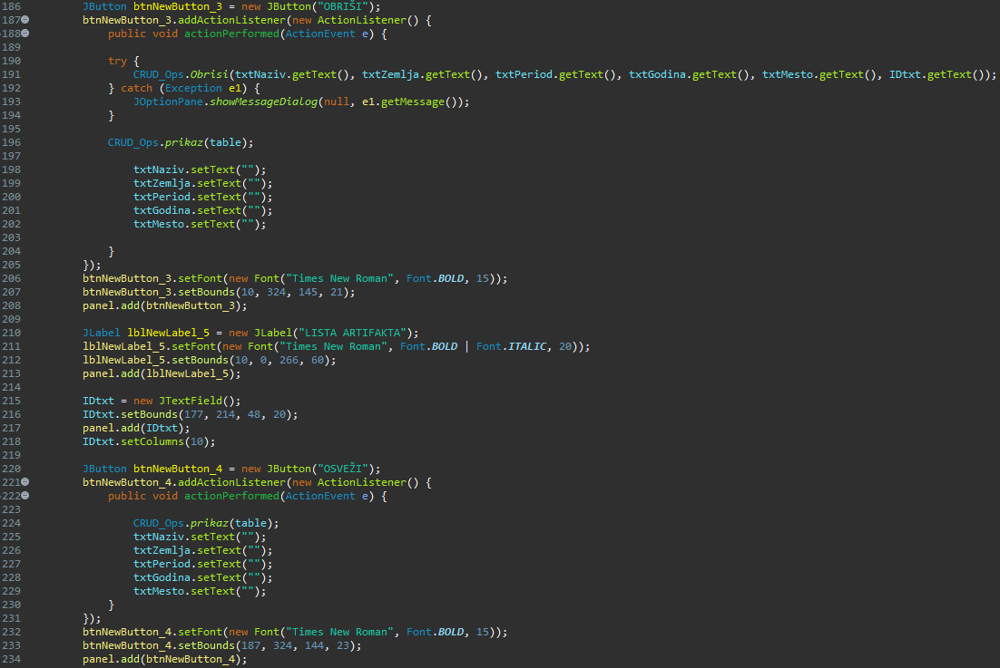 186 JButton btnNewButton_3 = new JButton("OBRIŠI");
187 btnNewButton_3.addActionListener(new ActionListener() {
188 public void actionPerformed(ActionEvent e) {
189
190 try {
191 CRUD_Ops.Obrisi(txtNaziv.getText(), txtZemlja.getText(), txtPeriod.getText(), txtGodina.getText(), txtMesto.getText(), IDtxt.getText());
192 } catch (Exception e1) {
193 JOptionPane.showMessageDialog(null, e1.getMessage());
194 }
195
196 CRUD_Ops.prikaz(table);
197
198 txtNaziv.setText("");
199 txtZemlja.setText("");
200 txtPeriod.setText("");
201 txtGodina.setText("");
202 txtMesto.setText("");
203
204 }
205 });
206 btnNewButton_3.setFont(new Font("Times New Roman", Font.BOLD, 15));
207 btnNewButton_3.setBounds(10, 324, 145, 21);
208 panel.add(btnNewButton_3);
209
210 JLabel lblNewLabel_5 = new JLabel("LISTA ARTIFAKTA");
211 lblNewLabel_5.setFont(new Font("Times New Roman", Font.BOLD | Font.ITALIC, 20));
212 lblNewLabel_5.setBounds(10, 0, 266, 60);
213 panel.add(lblNewLabel_5);
214
215 IDtxt = new JTextField();
216 IDtxt.setBounds(177, 214, 48, 20);
217 panel.add(IDtxt);
218 IDtxt.setColumns(10);
219
220 JButton btnNewButton_4 = new JButton("OSVEŽI");
221 btnNewButton_4.addActionListener(new ActionListener() {
222 public void actionPerformed(ActionEvent e) {
223
224 CRUD_Ops.prikaz(table);
225 txtNaziv.setText("");
226 txtZemlja.setText("");
227 txtPeriod.setText("");
228 txtGodina.setText("");
229 txtMesto.setText("");
230 }
231 });
232 btnNewButton_4.setFont(new Font("Times New Roman", Font.BOLD, 15));
233 btnNewButton_4.setBounds(187, 324, 144, 23);
234 panel.add(btnNewButton_4);